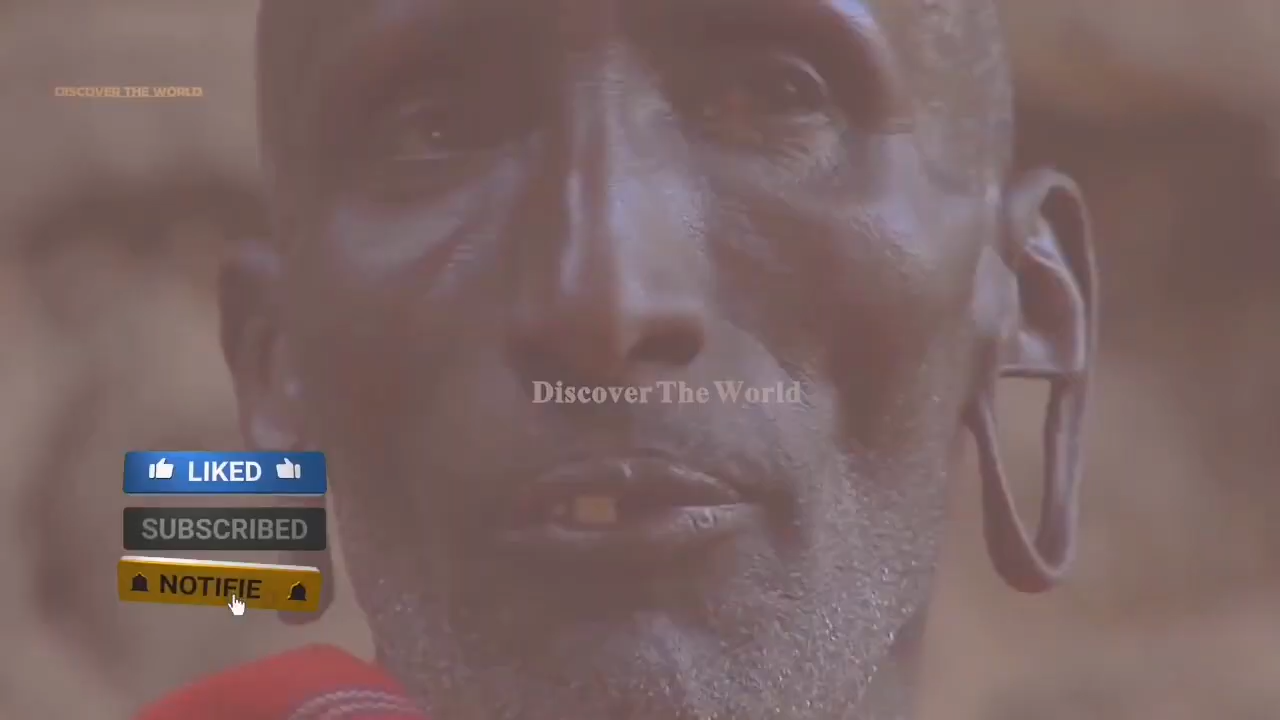 DISCOVER THE WORLD
Discover The World
LIKED
SUBSCRIBED
NOTIFIE